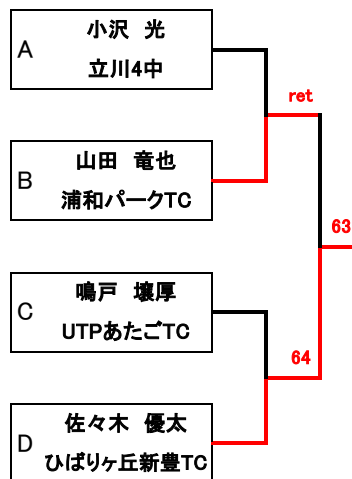 A
小沢 光
立川4中
ret
B
山田 竜也
浦和パークTC
63
C
鳴戸 壌厚
UTPあたごTC
64
D
佐々木 優太
ひばりヶ丘新豊TC